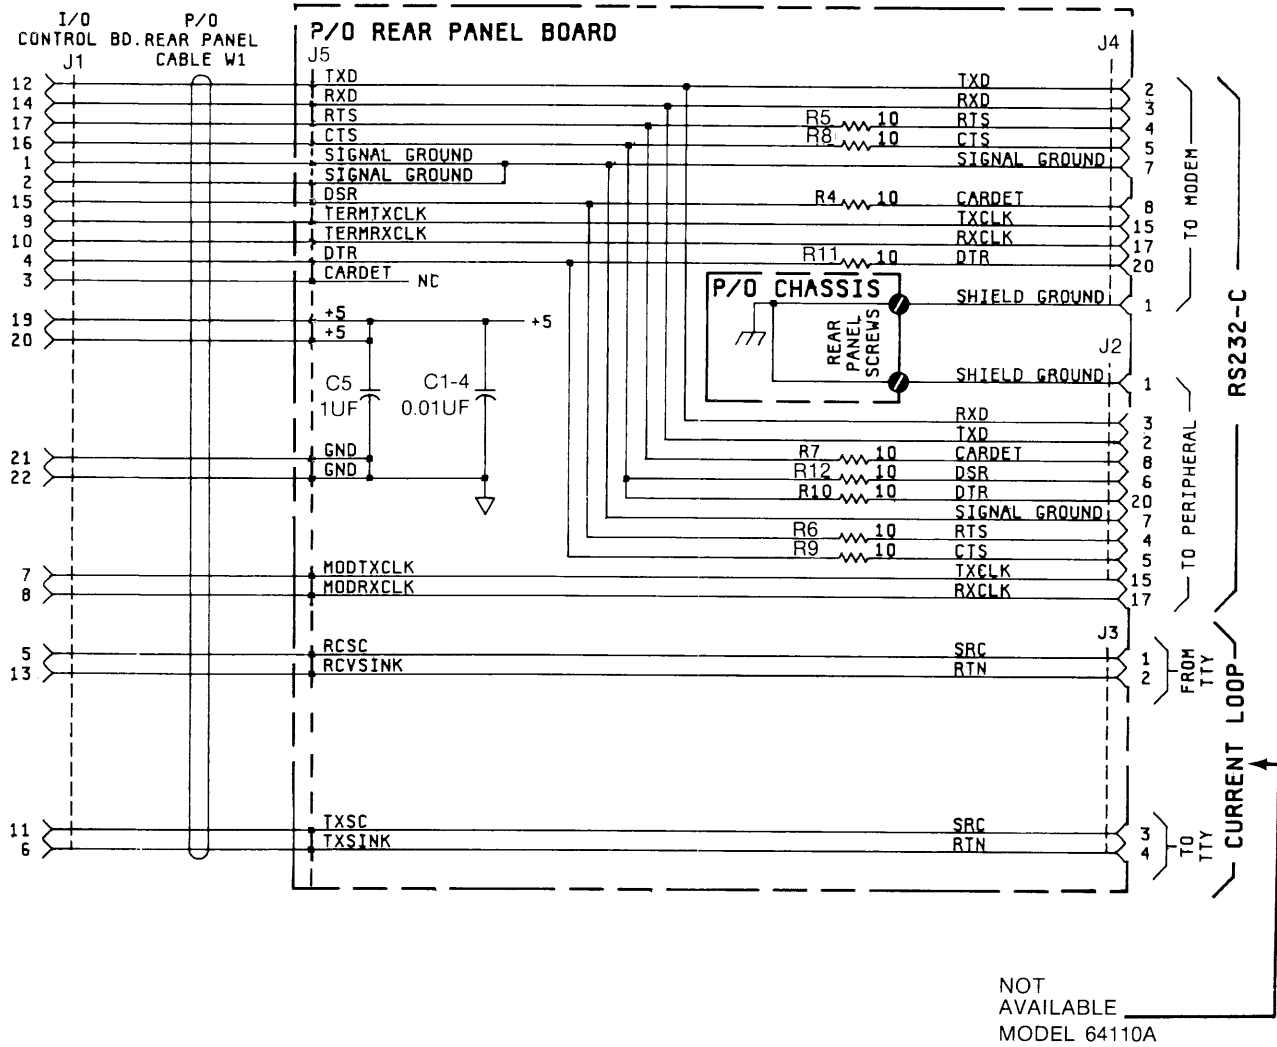 I/O
CONTROL BD.
J1
P/O
REAR PANEL
CABLE W1
P/O REAR PANEL BOARD
J5
J4
12 TXD TXD 2
14 RXD RXD 3
17 RTS R5 10 RTS 4
16 CTS R8 10 CTS 5
1 SIGNAL GROUND SIGNAL GROUND 7
2 SIGNAL GROUND
15 DSR R4 10 CARDET 8
9 TERMTXCLK TXCLK 15
10 TERMRXCLK RXCLK 17
4 DTR R11 10 DTR 20
3 CARDET NC
TO MODEM
P/O CHASSIS
SHIELD GROUND 1
REAR
PANEL
SCREWS
19 +5 +5
20 +5
J2
SHIELD GROUND 1
RS232-C
C5
1UF
C1-4
0.01UF
RXD 3
TXD 2
21 GND R7 10 CARDET 8
22 GND R12 10 DSR 6
R10 10 DTR 20
SIGNAL GROUND 7
R6 10 RTS 4
R9 10 CTS 5
7 MODTXCLK TXCLK 15
8 MODRXCLK RXCLK 17
TO PERIPHERAL
J3
5 RCSC SRC 1
13 RCVSINK RTN 2
FROM
TTY
CURRENT LOOP
11 TXSC SRC 3
6 TXSINK RTN 4
TO
TTY
NOT
AVAILABLE
MODEL 64110A